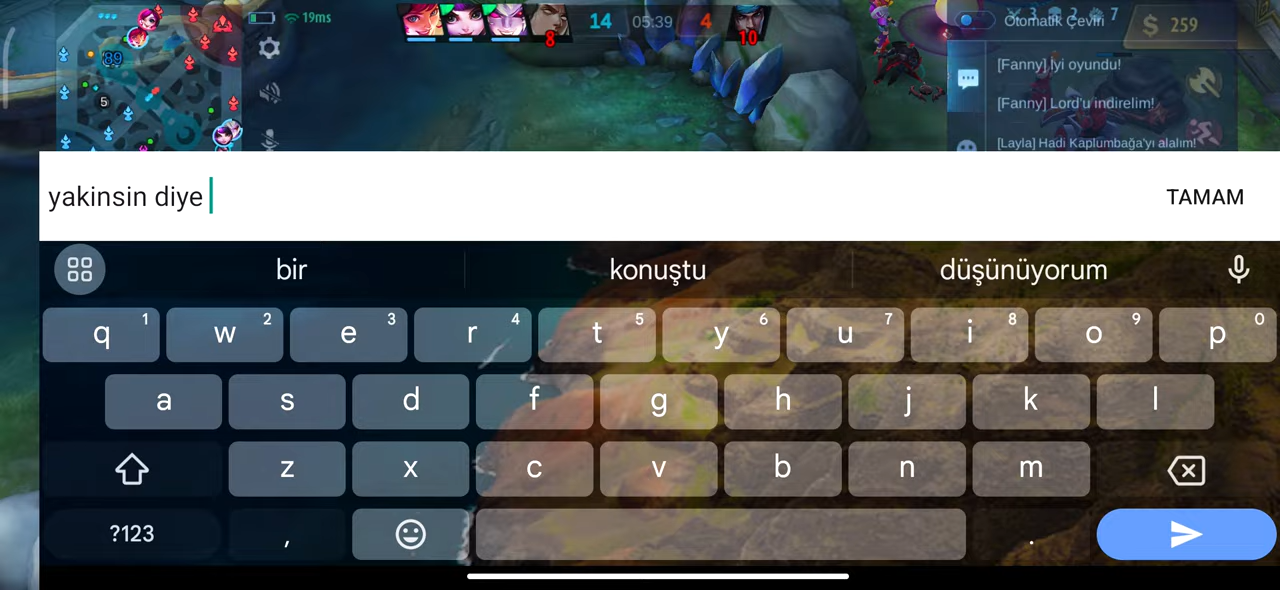 19ms
14 05:39 4
8
10
89
5
Otomatik Çeviri
3 2 7
$ 259
[Fanny] İyi oyundu!
[Fanny] Lord'u indirelim!
[Layla] Hadi Kaplumbağa'yı alalım!
yakinsin diye
TAMAM
bir konuştu düşünüyorum
q 1 w 2 e 3 r 4 t 5 y 6 u 7 i 8 o 9 p 0
a s d f g h j k l
z x c v b n m
?123 , .